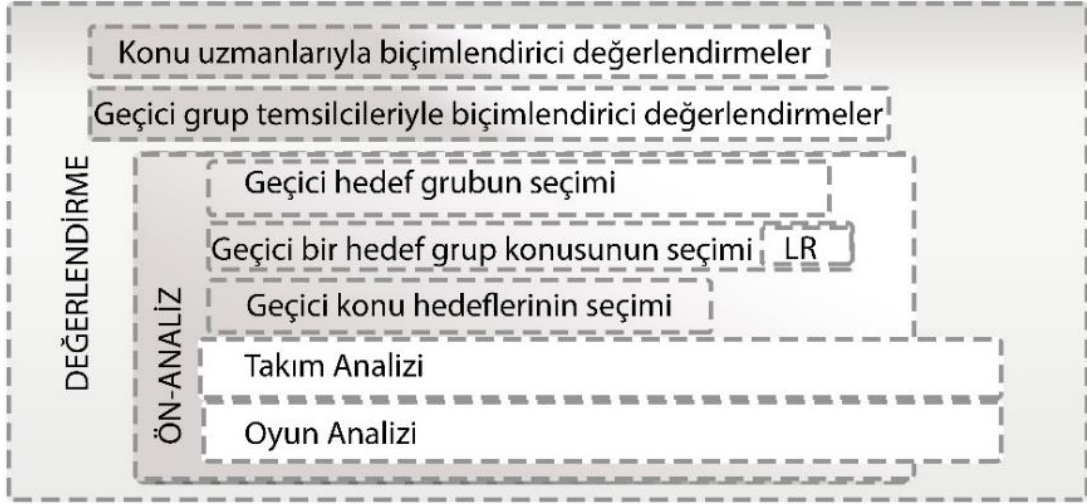 Konu uzmanlarıyla biçimlendirici değerlendirmeler
Geçici grup temsilcileriyle biçimlendirici değerlendirmeler
DEĞERLENDİRME
ÖN-ANALİZ
Geçici hedef grubun seçimi
Geçici bir hedef grup konusunun seçimi LR
Geçici konu hedeflerinin seçimi
Takım Analizi
Oyun Analizi